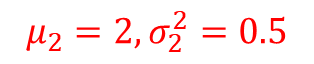 μ₂ = 2, σ₂² = 0.5